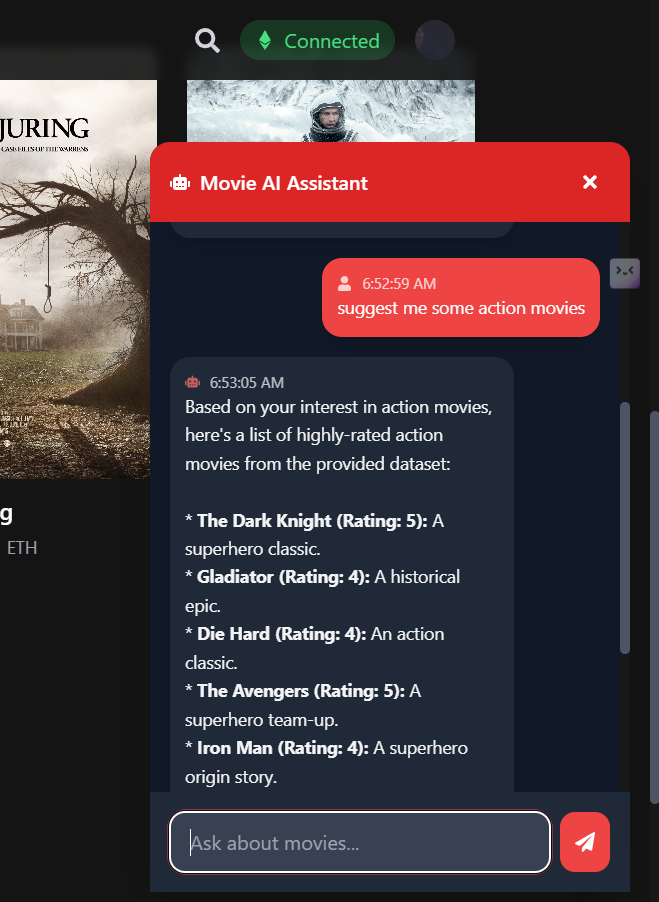 Connected
JURING
CASE FILES OF THE WARRENS
Movie AI Assistant
6:52:59 AM
suggest me some action movies
6:53:05 AM
Based on your interest in action movies,
here's a list of highly-rated action
movies from the provided dataset:
* The Dark Knight (Rating: 5): A
superhero classic.
* Gladiator (Rating: 4): A historical
epic.
* Die Hard (Rating: 4): An action
classic.
* The Avengers (Rating: 5): A
superhero team-up.
* Iron Man (Rating: 4): A superhero
origin story.
g
ETH
Ask about movies...